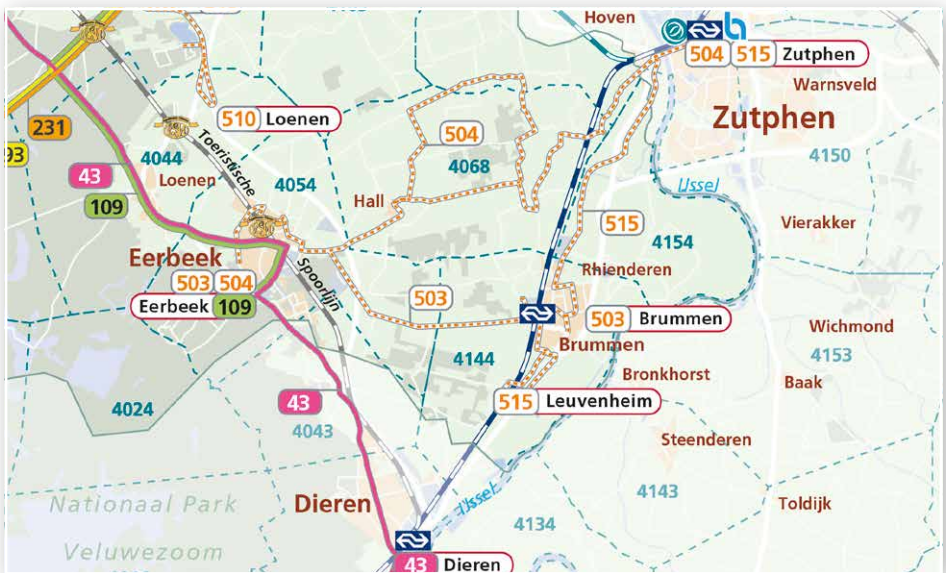 Hoven
504 515 Zutphen
Warnsveld
Zutphen
231
93
510 Loenen
Toeristische
504
4044
4068
4150
43
4054
Loenen
IJssel
109
Hall
515
Vierakker
4154
Eerbeek
Spoorlijn
Rhienderen
503 504
503
Eerbeek 109
503 Brummen
Wichmond
Brummen
4153
4144
Bronkhorst
Baak
43
515 Leuvenheim
4024
4043
Steenderen
Nationaal Park
Dieren
IJssel
4143
Toldijk
4134
Veluwezoom
43 Dieren